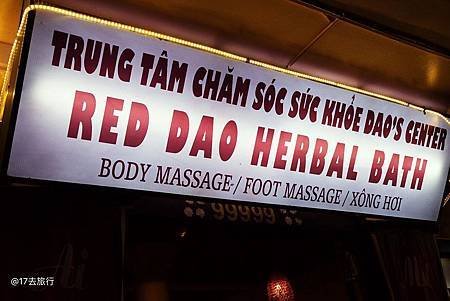 TRUNG TÂM CHĂM SÓC SỨC KHỎE DAO'S CENTER
RED DAO HERBAL BATH
BODY MASSAGE-/ FOOT MASSAGE / XÔNG HƠI
99999
@17去旅行